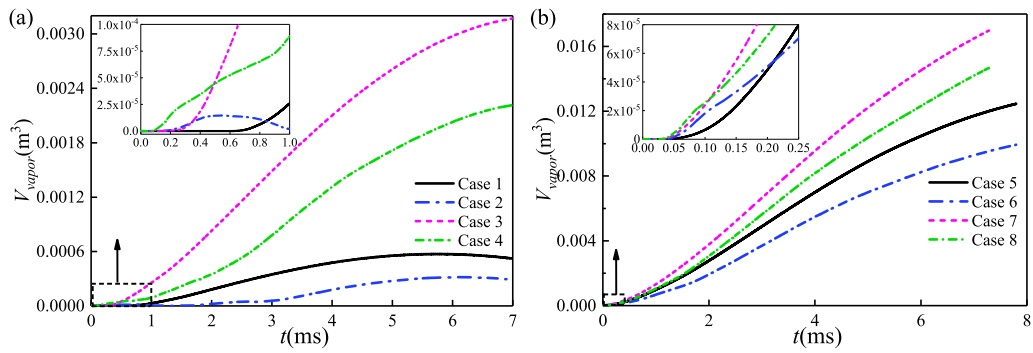 (a)
0.0030
0.0024
0.0018
0.0012
0.0006
0.0000
V_vapor(m³)
0 1 2 3 4 5 6 7
t(ms)
1.0x10⁻⁴
7.5x10⁻⁵
5.0x10⁻⁵
2.5x10⁻⁵
0.0
0.0 0.2 0.4 0.6 0.8 1.0
Case 1
Case 2
Case 3
Case 4
(b)
0.016
0.012
0.008
0.004
0.000
V_vapor(m³)
0 2 4 6 8
t(ms)
8x10⁻⁵
6x10⁻⁵
4x10⁻⁵
2x10⁻⁵
0
0.00 0.05 0.10 0.15 0.20 0.25
Case 5
Case 6
Case 7
Case 8